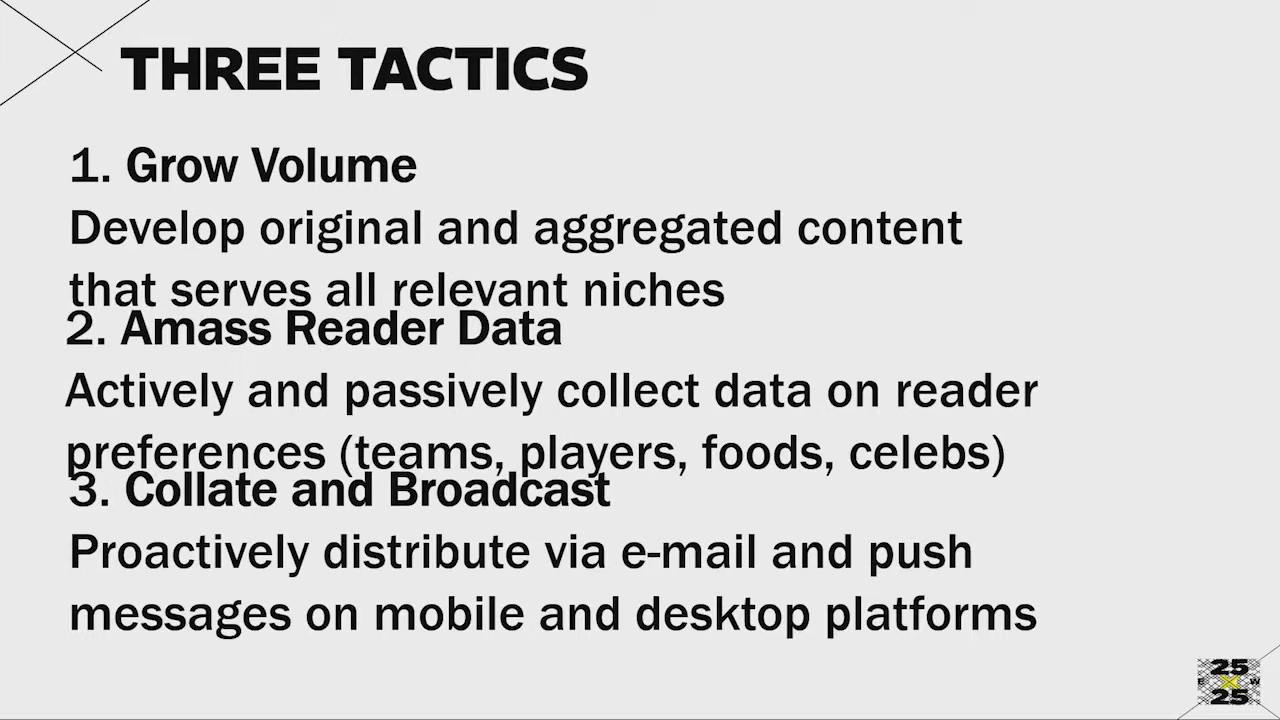 THREE TACTICS
1. Grow Volume
Develop original and aggregated content
that serves all relevant niches
2. Amass Reader Data
Actively and passively collect data on reader
preferences (teams, players, foods, celebs)
3. Collate and Broadcast
Proactively distribute via e-mail and push
messages on mobile and desktop platforms
25
E X W
25